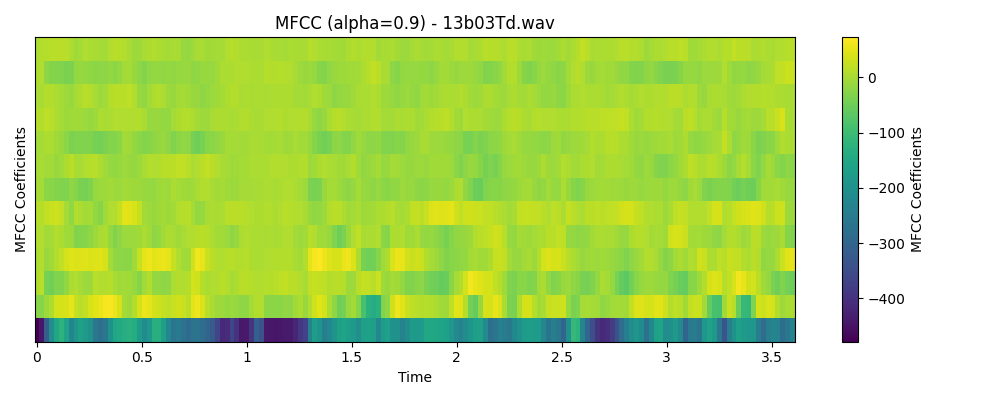 MFCC (alpha=0.9) - 13b03Td.wav
MFCC Coefficients
0 0.5 1 1.5 2 2.5 3 3.5
Time
0
−100
−200
−300
−400
MFCC Coefficients